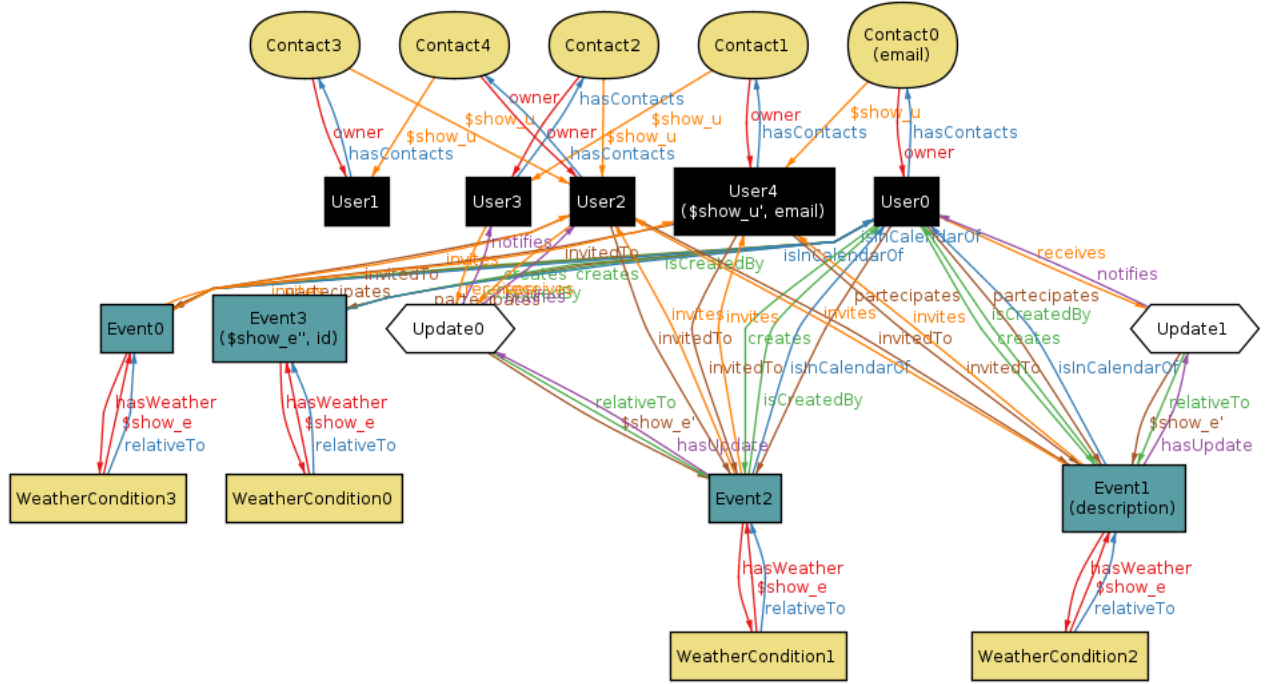 Contact3
Contact4
Contact2
Contact1
Contact0
(email)
owner
hasContacts
$show_u
owner
$show_u
$show_u
owner
hasContacts
$show_u
hasContacts
owner
$show_u
hasContacts
owner
hasContacts
User1
User3
User2
User4
($show_u', email)
User0
notifies
invites
invitedTo
isInCalendarOf
isInCalendarOf
receives
invitedTo
creates
creates
isCreatedBy
notifies
partecipates
partecipates
partecipates
partecipates
Event0
Event3
($show_e'', id)
Update0
Update1
invites
invites
invites
invites
isCreatedBy
invitedTo
creates
invitedTo
creates
invitedTo
isInCalendarOf
invitedTo
isInCalendarOf
hasWeather
$show_e
relativeTo
hasWeather
$show_e
relativeTo
relativeTo
$show_e'
hasUpdate
isCreatedBy
relativeTo
$show_e'
hasUpdate
WeatherCondition3
WeatherCondition0
Event2
Event1
(description)
hasWeather
$show_e
relativeTo
hasWeather
$show_e
relativeTo
WeatherCondition1
WeatherCondition2